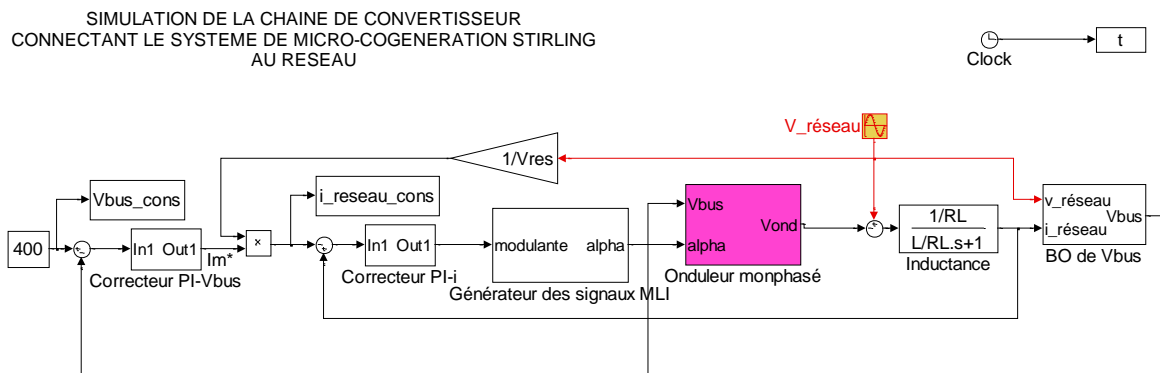 SIMULATION DE LA CHAINE DE CONVERTISSEUR
CONNECTANT LE SYSTEME DE MICRO-COGENERATION STIRLING
AU RESEAU
Clock
t
V_réseau
1/Vres
Vbus_cons
i_reseau_cons
400
In1 Out1
Im*
Correcteur PI-Vbus
×
In1 Out1
Correcteur PI-i
modulante alpha
Générateur des signaux MLI
Vbus
Vond
alpha
Onduleur monphasé
1/RL
L/RL.s+1
Inductance
v_réseau
Vbus
i_réseau
BO de Vbus